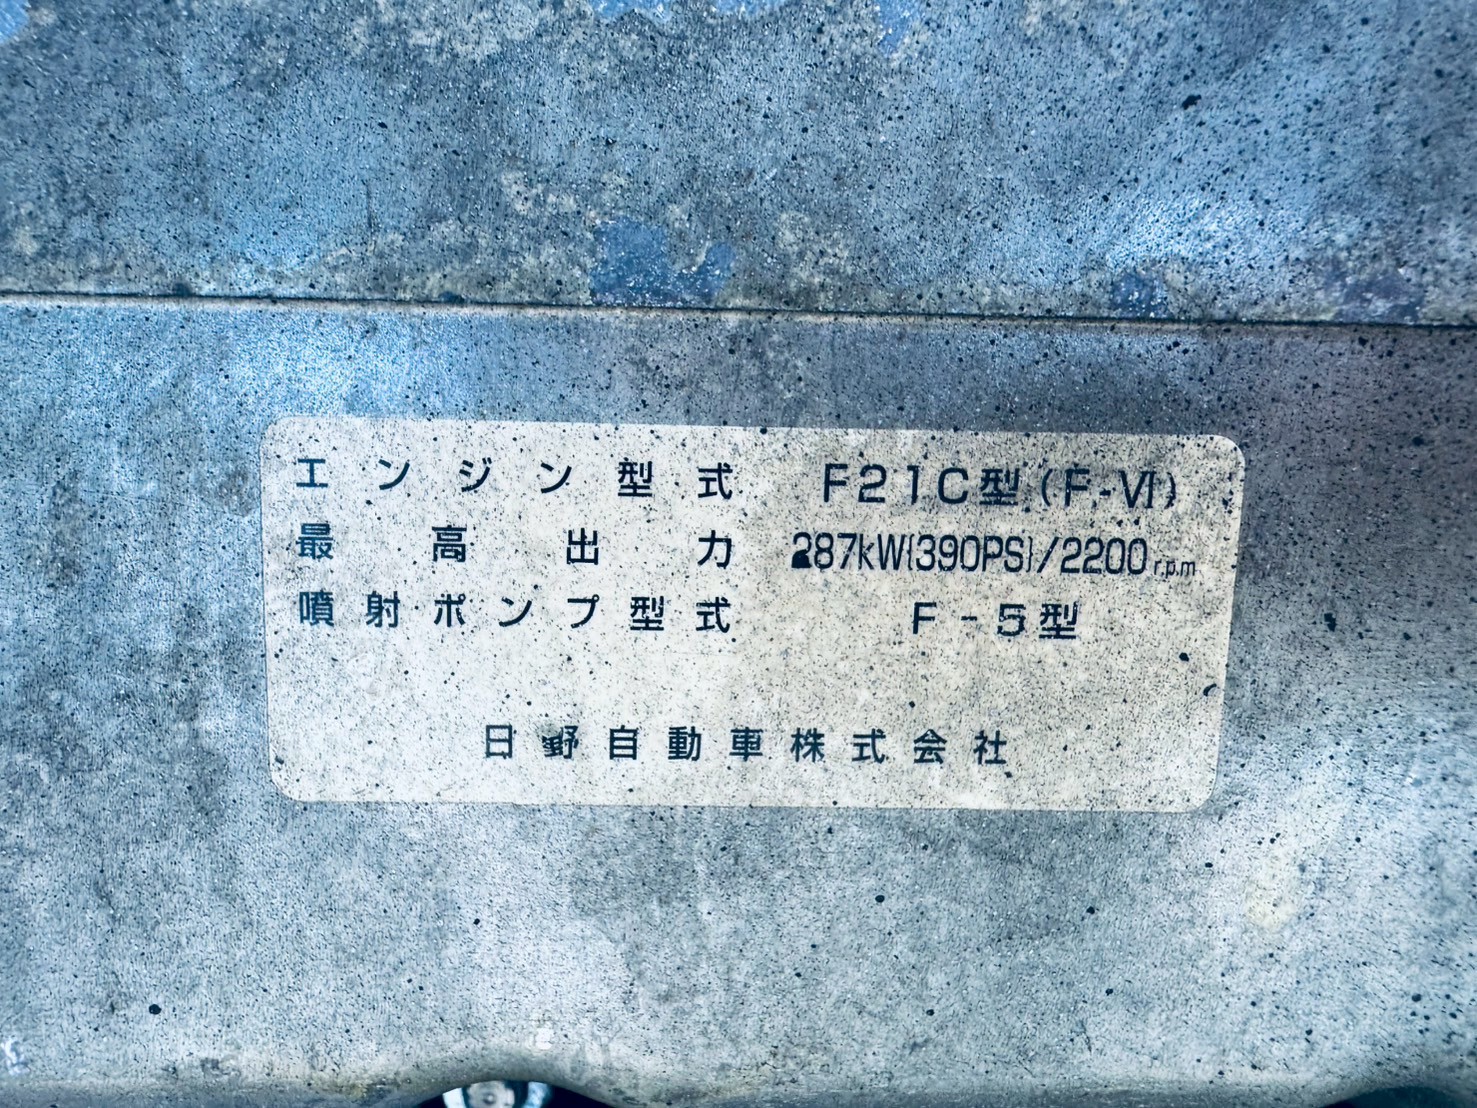 エンジン型式 F21C型(F-Ⅵ)
最高出力 287kW{390PS}/2200r.p.m
噴射ポンプ型式 F-5型
日野自動車株式会社